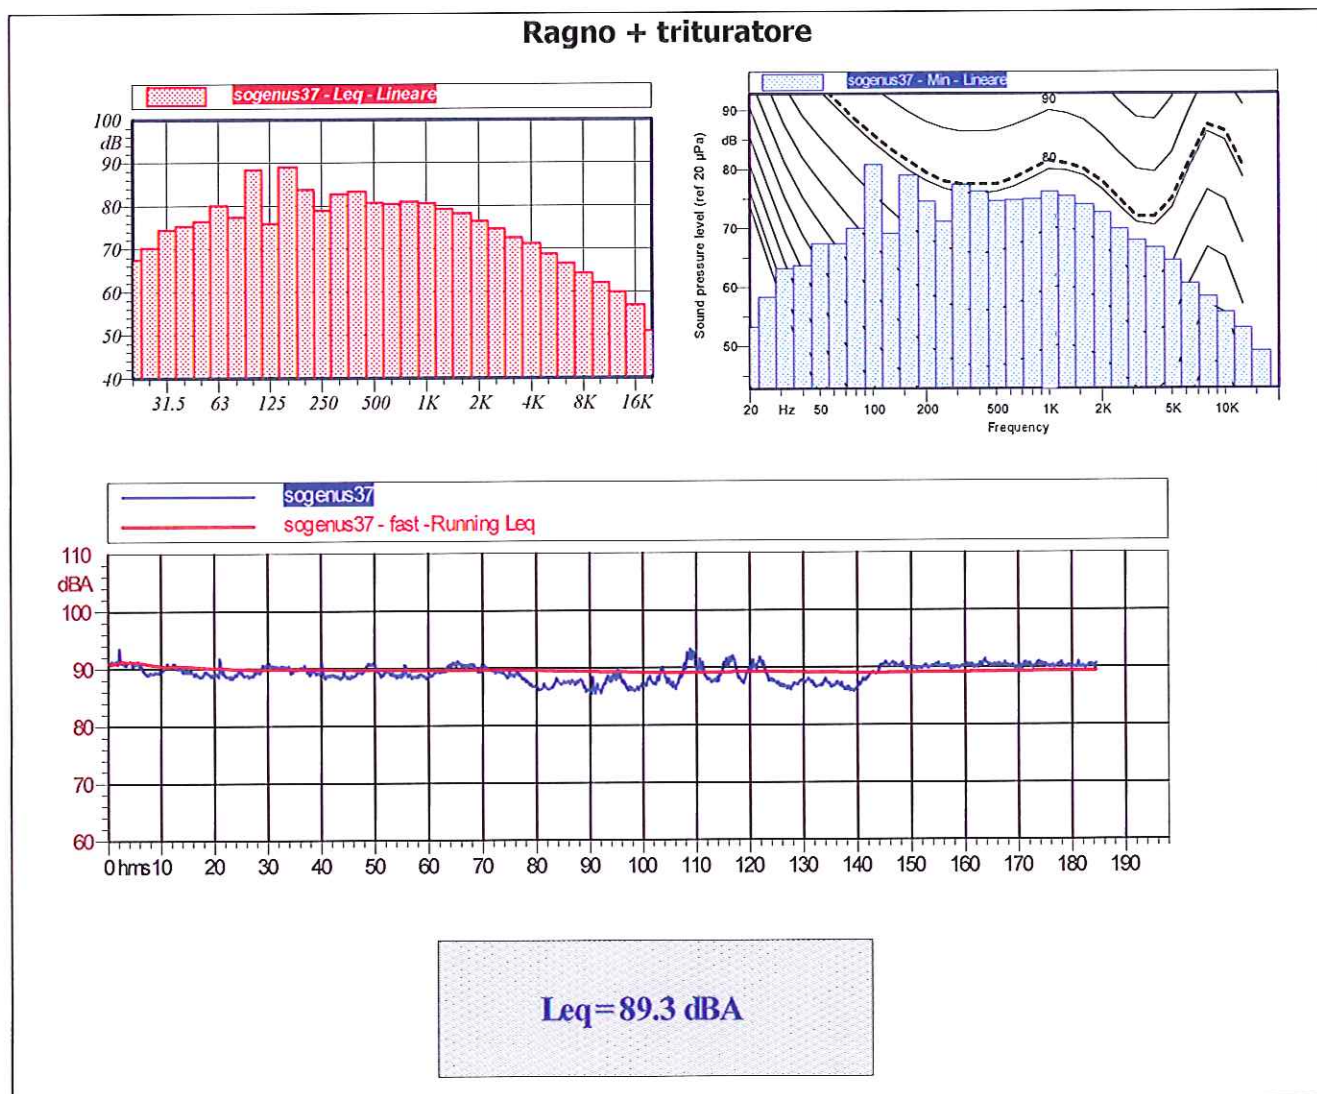 Ragno + trituratore
sogenus37 - Leq - Lineare
100
dB
90
80
70
60
50
40
31.5 63 125 250 500 1K 2K 4K 8K 16K
sogenus37 - Min - Lineare
Sound pressure level (ref 20 µPa)
90
dB
80
70
60
50
90
80
20 Hz 50 100 200 500 1K 2K 5K 10K
Frequency
sogenus37
sogenus37 - fast -Running Leq
110
dBA
100
90
80
70
60
0 hms 10 20 30 40 50 60 70 80 90 100 110 120 130 140 150 160 170 180 190
Leq=89.3 dBA